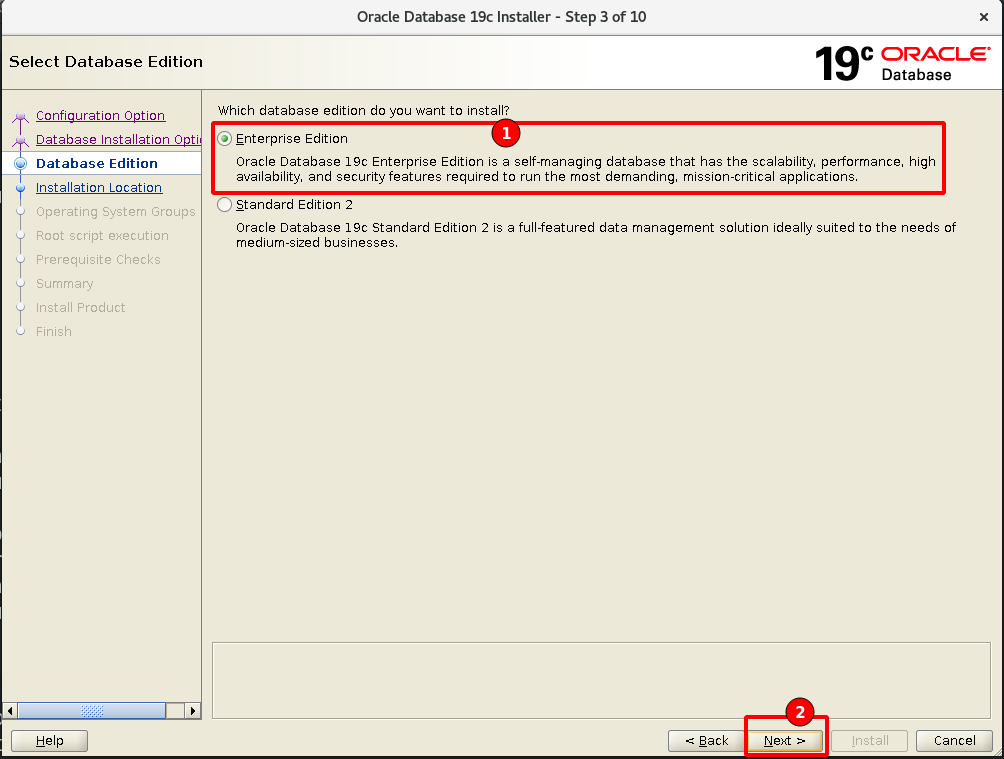 Oracle Database 19c Installer - Step 3 of 10
×
Select Database Edition
19c ORACLE
Database
Configuration Option
Database Installation Opti
Database Edition
Installation Location
Operating System Groups
Root script execution
Prerequisite Checks
Summary
Install Product
Finish
Which database edition do you want to install?
1
Enterprise Edition
Oracle Database 19c Enterprise Edition is a self-managing database that has the scalability, performance, high
availability, and security features required to run the most demanding, mission-critical applications.
Standard Edition 2
Oracle Database 19c Standard Edition 2 is a full-featured data management solution ideally suited to the needs of
medium-sized businesses.
2
Help
< Back
Next >
Install
Cancel